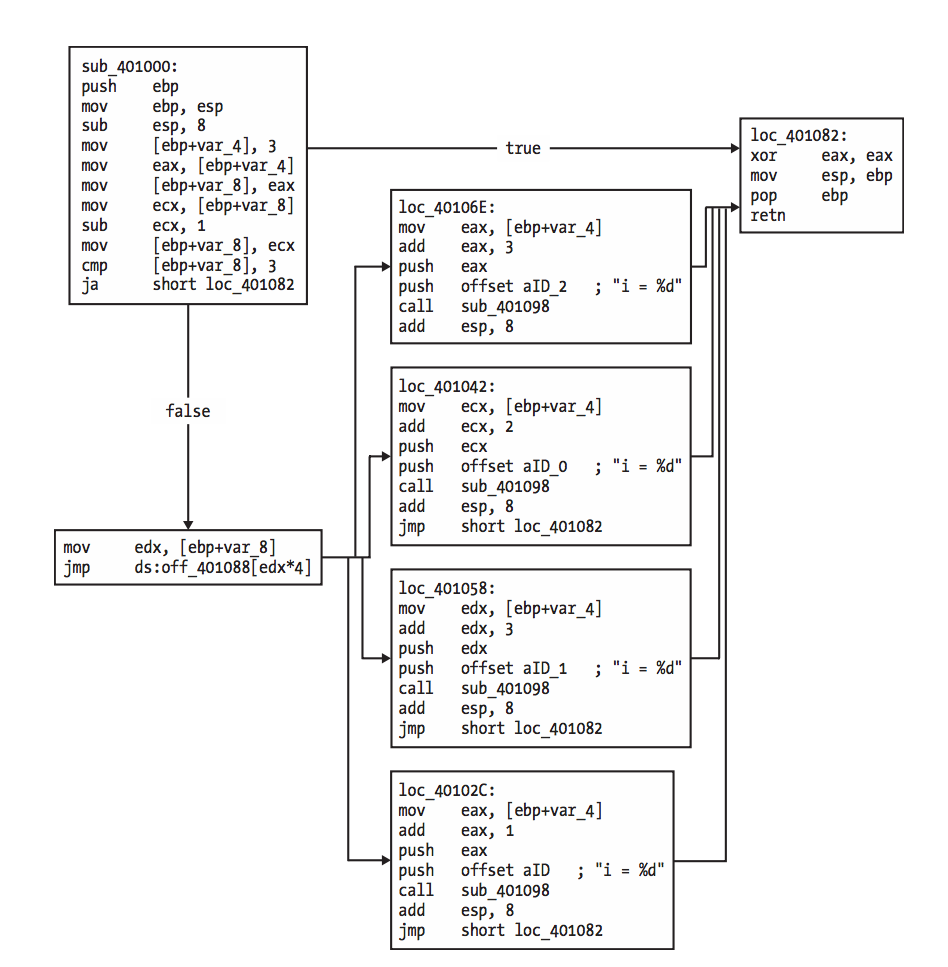 sub_401000:
push ebp
mov ebp, esp
sub esp, 8
mov [ebp+var_4], 3
mov eax, [ebp+var_4]
mov [ebp+var_8], eax
mov ecx, [ebp+var_8]
sub ecx, 1
mov [ebp+var_8], ecx
cmp [ebp+var_8], 3
ja short loc_401082
true
loc_401082:
xor eax, eax
mov esp, ebp
pop ebp
retn
false
mov edx, [ebp+var_8]
jmp ds:off_401088[edx*4]
loc_40106E:
mov eax, [ebp+var_4]
add eax, 3
push eax
push offset aID_2 ; "i = %d"
call sub_401098
add esp, 8
loc_401042:
mov ecx, [ebp+var_4]
add ecx, 2
push ecx
push offset aID_0 ; "i = %d"
call sub_401098
add esp, 8
jmp short loc_401082
loc_401058:
mov edx, [ebp+var_4]
add edx, 3
push edx
push offset aID_1 ; "i = %d"
call sub_401098
add esp, 8
jmp short loc_401082
loc_40102C:
mov eax, [ebp+var_4]
add eax, 1
push eax
push offset aID ; "i = %d"
call sub_401098
add esp, 8
jmp short loc_401082